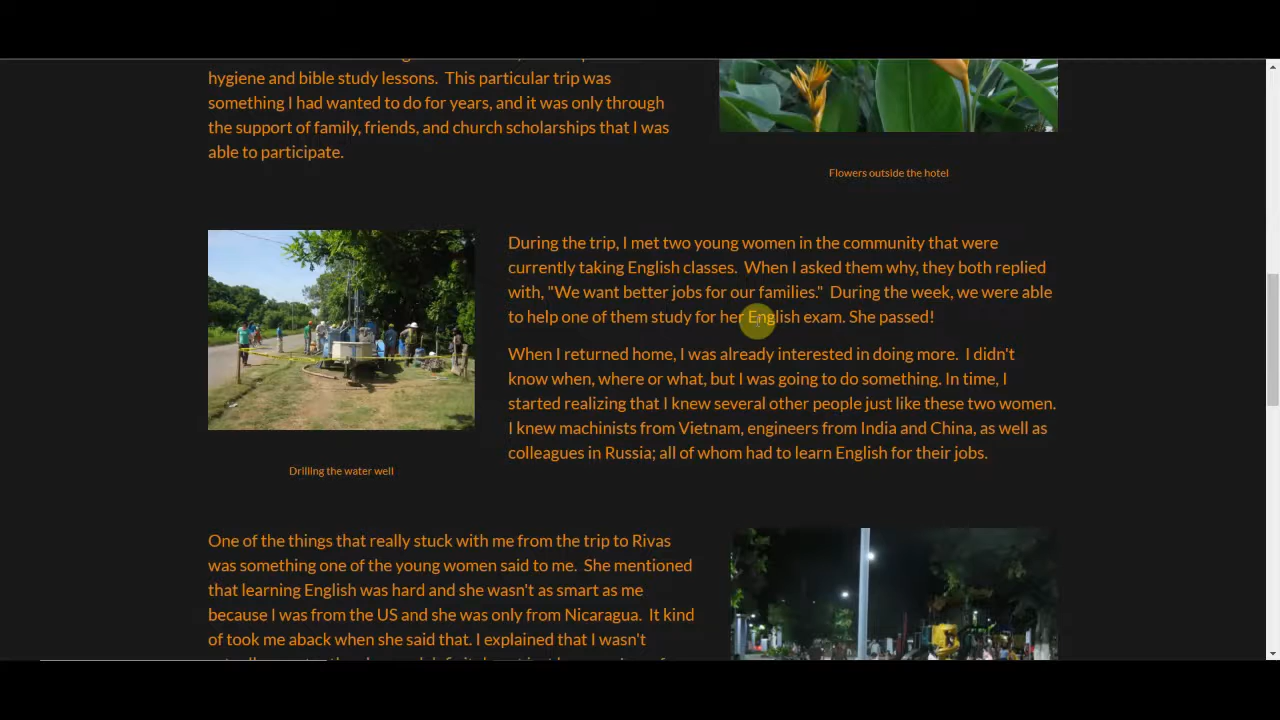 hygiene and bible study lessons.  This particular trip was
something I had wanted to do for years, and it was only through
the support of family, friends, and church scholarships that I was
able to participate.
Flowers outside the hotel
During the trip, I met two young women in the community that were
currently taking English classes.  When I asked them why, they both replied
with, "We want better jobs for our families."  During the week, we were able
to help one of them study for her English exam. She passed!
When I returned home, I was already interested in doing more.  I didn't
know when, where or what, but I was going to do something. In time, I
started realizing that I knew several other people just like these two women.
I knew machinists from Vietnam, engineers from India and China, as well as
colleagues in Russia; all of whom had to learn English for their jobs.
Drilling the water well
One of the things that really stuck with me from the trip to Rivas
was something one of the young women said to me.  She mentioned
that learning English was hard and she wasn't as smart as me
because I was from the US and she was only from Nicaragua.  It kind
of took me aback when she said that. I explained that I wasn't